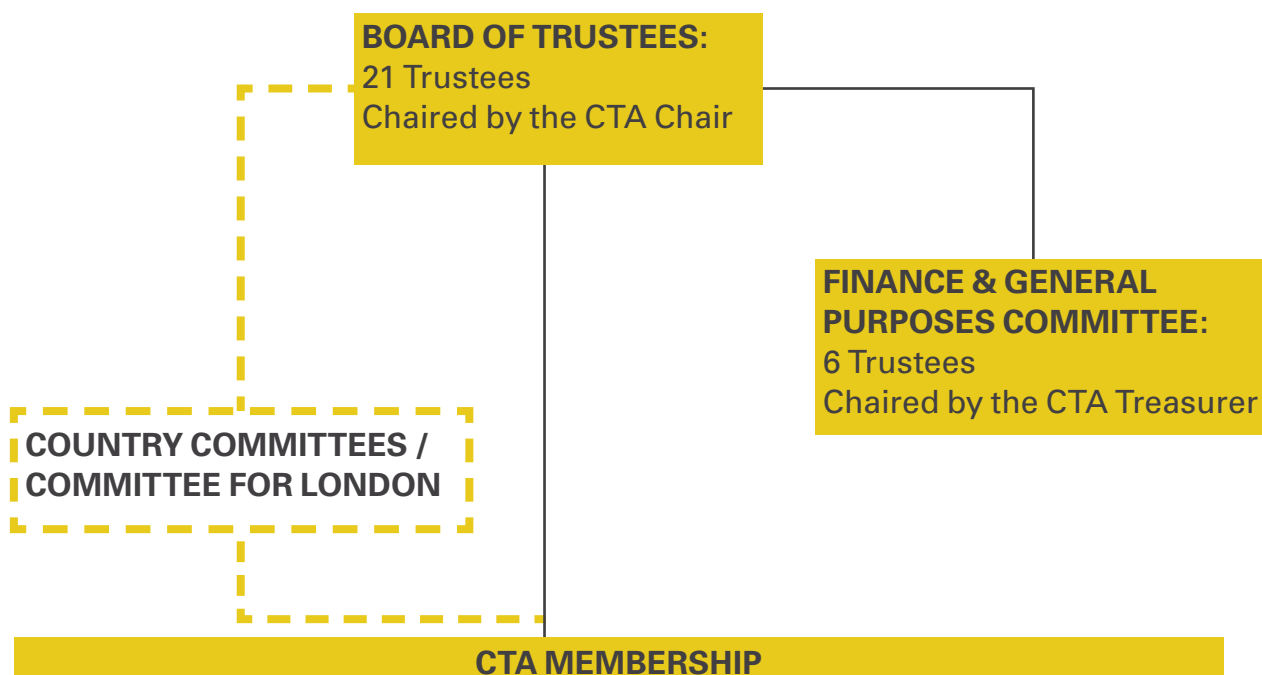 BOARD OF TRUSTEES:
21 Trustees
Chaired by the CTA Chair
FINANCE & GENERAL
PURPOSES COMMITTEE:
6 Trustees
Chaired by the CTA Treasurer
COUNTRY COMMITTEES /
COMMITTEE FOR LONDON
CTA MEMBERSHIP